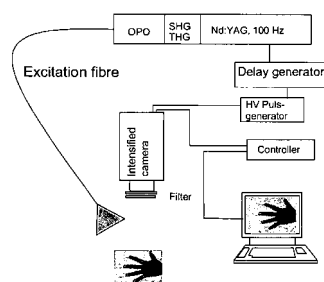 OPO
SHG
THG
Nd:YAG, 100 Hz
Excitation fibre
Delay generator
HV Puls-
generator
Intensified
camera
Controller
Filter